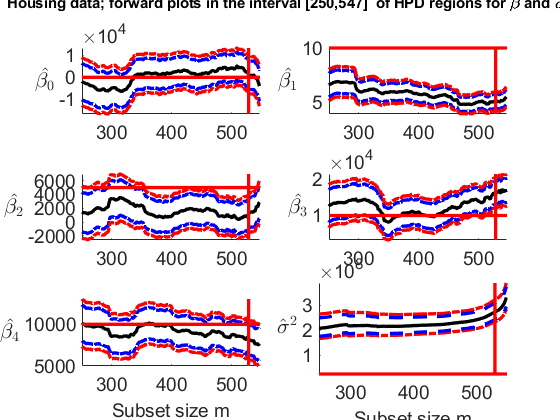 Housing data; forward plots in the interval [250,547] of HPD regions for β and
×10⁴
1
0
-1
β̂₀
300 400 500
10
5
β̂₁
300 400 500
6000
4000
2000
0
-2000
β̂₂
300 400 500
×10⁴
2
1
β̂₃
300 400 500
10000
5000
β̂₄
300 400 500
Subset size m
3
2
1
σ̂²
300 400 500
Subset size m